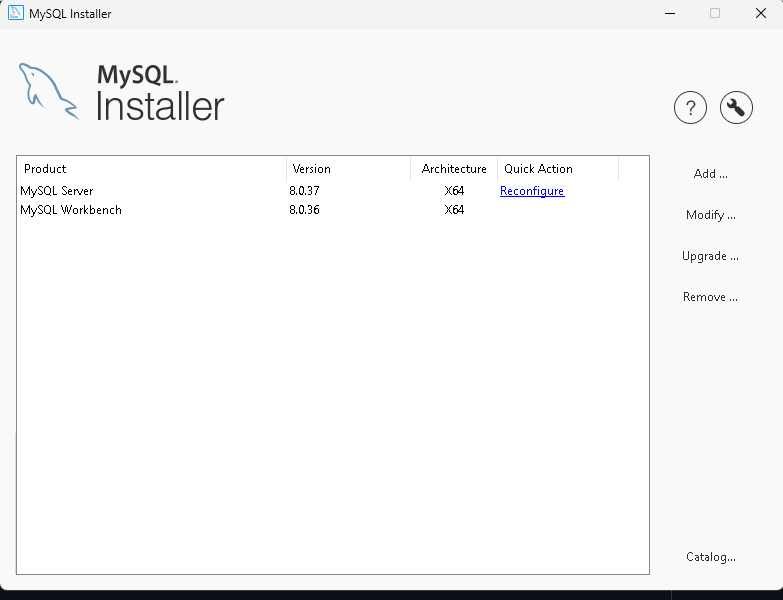 MySQL Installer
MySQL.
Installer
?
Product Version Architecture Quick Action
MySQL Server 8.0.37 X64 Reconfigure
MySQL Workbench 8.0.36 X64
Add ...
Modify ...
Upgrade ...
Remove ...
Catalog...